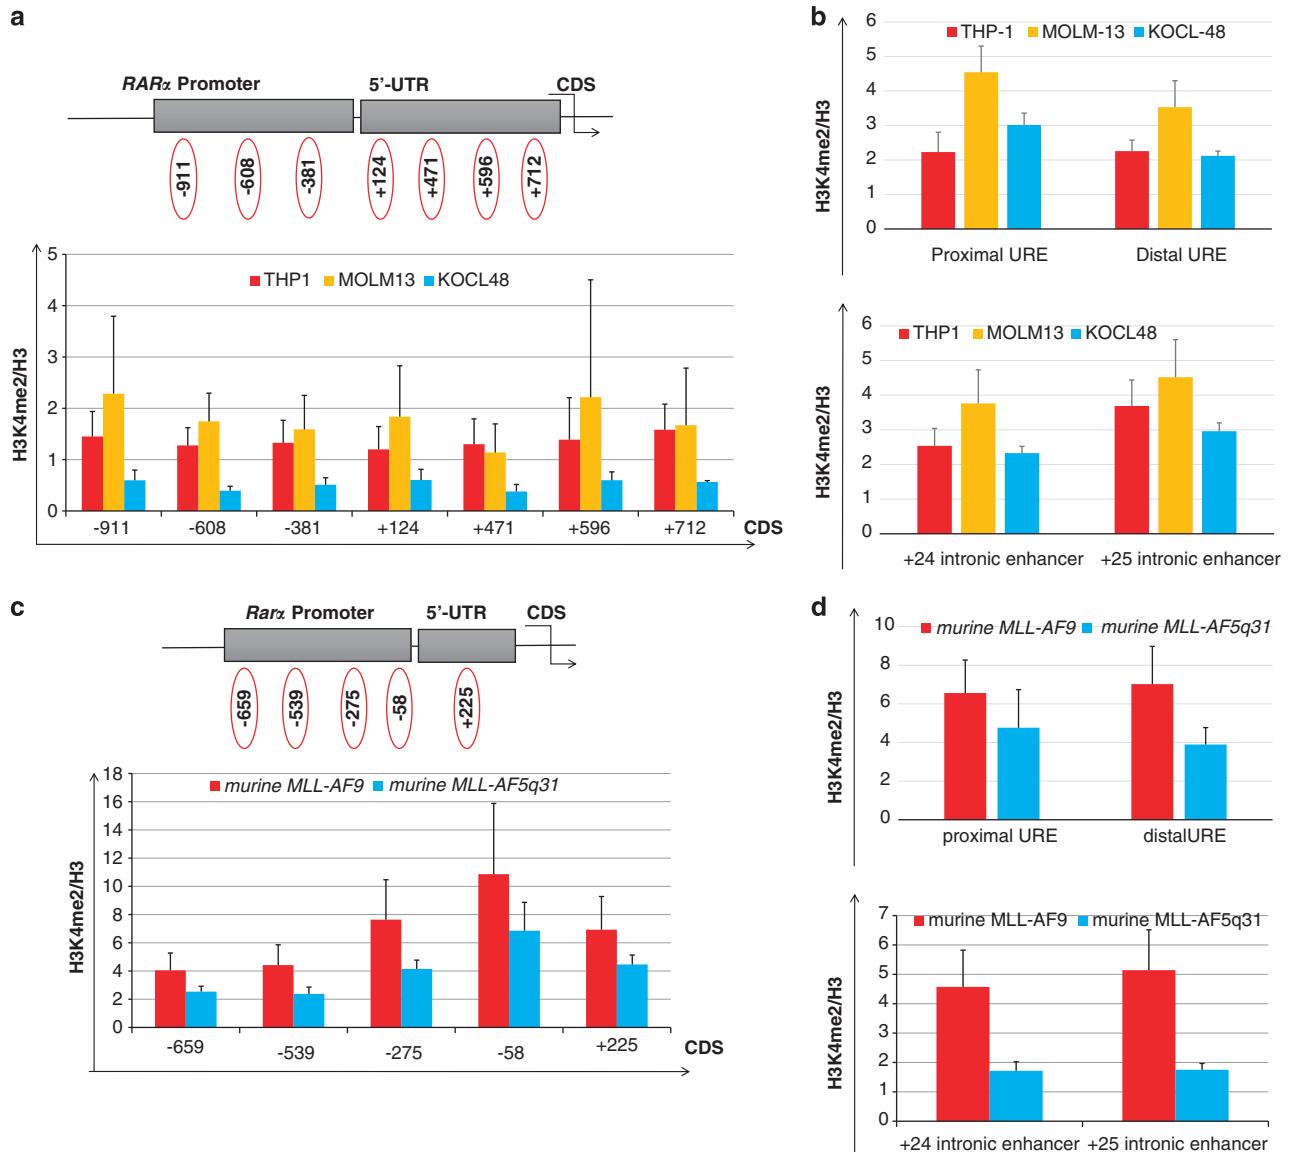 a
RARα Promoter 5'-UTR CDS
-911 -608 -381 +124 +471 +596 +712
5
4
3
2
1
0
H3K4me2/H3
THP1 MOLM13 KOCL48
-911 -608 -381 +124 +471 +596 +712 CDS
b
6
5
4
3
2
1
0
H3K4me2/H3
THP-1 MOLM-13 KOCL-48
Proximal URE Distal URE
6
5
4
3
2
1
0
H3K4me2/H3
THP1 MOLM13 KOCL48
+24 intronic enhancer +25 intronic enhancer
c
Rarα Promoter 5'-UTR CDS
-659 -539 -275 -58 +225
18
16
14
12
10
8
6
4
2
0
H3K4me2/H3
murine MLL-AF9 murine MLL-AF5q31
-659 -539 -275 -58 +225 CDS
d
10
8
6
4
2
0
H3K4me2/H3
murine MLL-AF9 murine MLL-AF5q31
proximal URE distalURE
7
6
5
4
3
2
1
0
H3K4me2/H3
murine MLL-AF9 murine MLL-AF5q31
+24 intronic enhancer +25 intronic enhancer